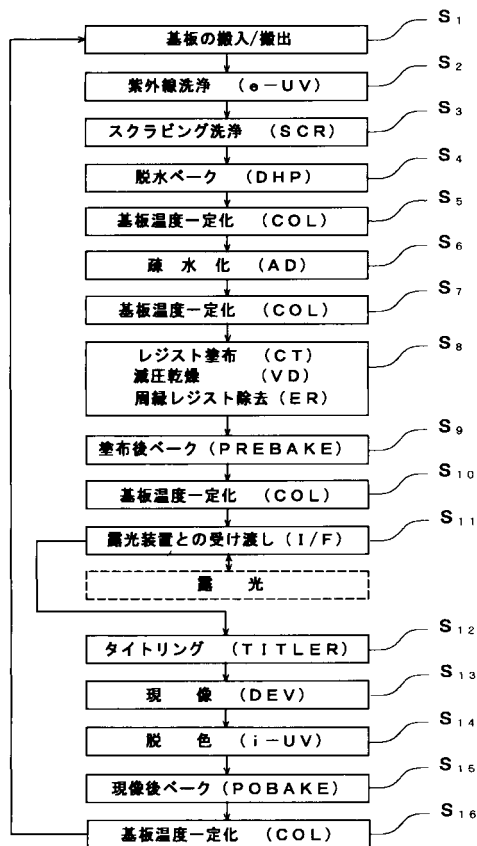 基板の搬入/搬出 S1
紫外線洗浄 (e-UV) S2
スクラビング洗浄 (SCR) S3
脱水ベーク (DHP) S4
基板温度一定化 (COL) S5
疎水化 (AD) S6
基板温度一定化 (COL) S7
レジスト塗布 (CT) S8
減圧乾燥 (VD)
周縁レジスト除去 (ER)
塗布後ベーク (PREBAKE) S9
基板温度一定化 (COL) S10
露光装置との受け渡し (I/F) S11
露光
タイトリング (TITLER) S12
現像 (DEV) S13
脱色 (i-UV) S14
現像後ベーク (POBAKE) S15
基板温度一定化 (COL) S16